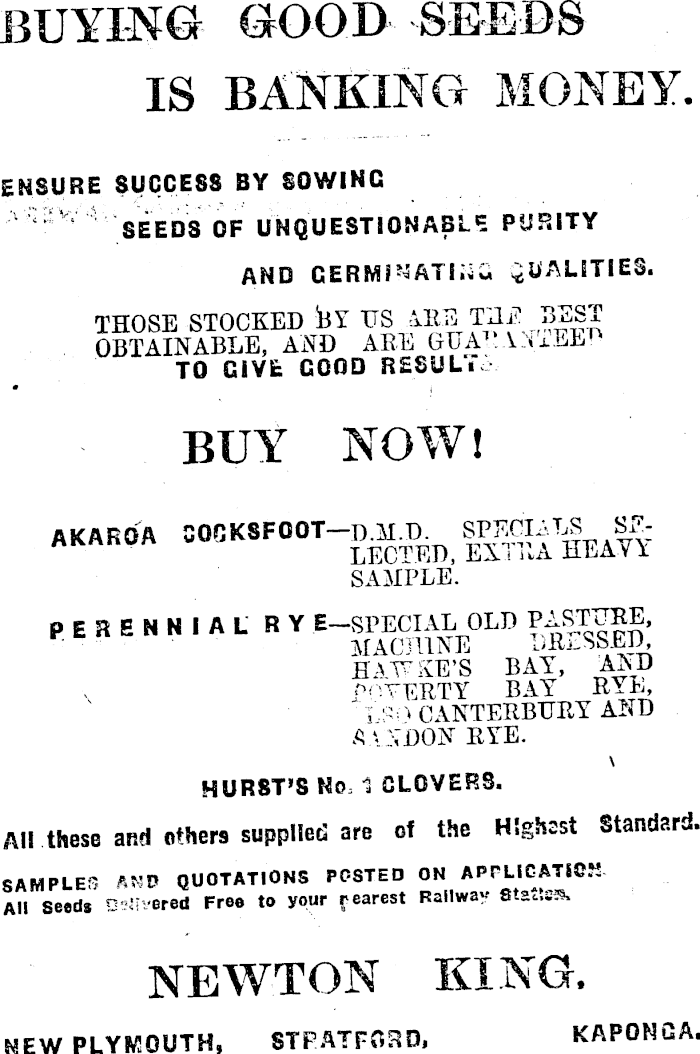 BUYING GOOD SEEDS
IS BANKING MONEY.
ENSURE SUCCESS BY SOWING
SEEDS OF UNQUESTIONABLE PURITY
AND GERMINATING QUALITIES.
THOSE STOCKED BY US ARE THE BEST
OBTAINABLE, AND ARE GUARANTEED
TO GIVE GOOD RESULTS.
BUY NOW!
AKAROA COCKSFOOT—D.M.D. SPECIALS SE-
LECTED, EXTRA HEAVY
SAMPLE.
PERENNIAL RYE—SPECIAL OLD PASTURE,
MACHINE DRESSED,
HAWKE'S BAY, AND
POVERTY BAY RYE,
ALSO CANTERBURY AND
SANDON RYE.
HURST'S No. 1 CLOVERS.
All these and others supplied are of the Highest Standard.
SAMPLES AND QUOTATIONS POSTED ON APPLICATION.
All Seeds Delivered Free to your nearest Railway Station.
NEWTON KING.
NEW PLYMOUTH, STRATFORD, KAPONGA.